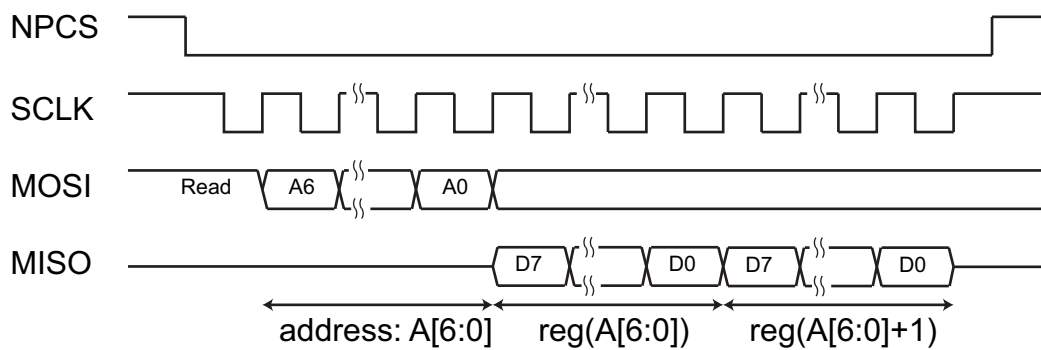 NPCS
SCLK
MOSI Read A6 A0
MISO D7 D0 D7 D0
address: A[6:0] reg(A[6:0]) reg(A[6:0]+1)